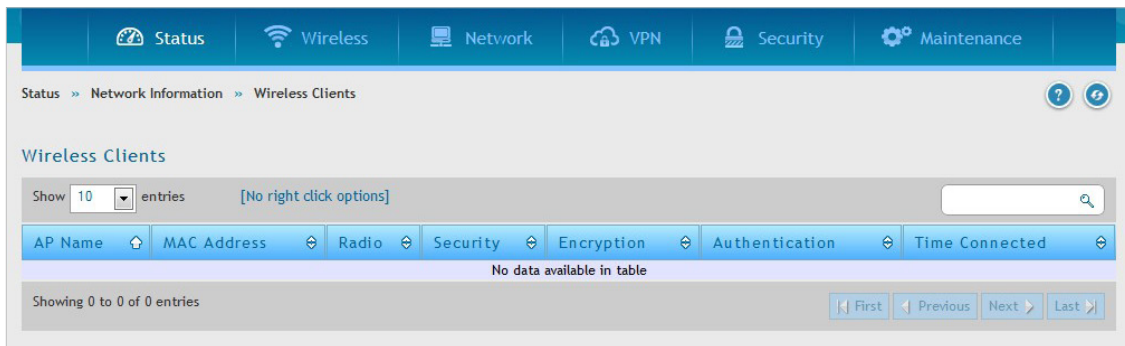 Status Wireless Network VPN Security Maintenance
Status » Network Information » Wireless Clients
Wireless Clients
Show 10 entries [No right click options]
AP Name MAC Address Radio Security Encryption Authentication Time Connected
No data available in table
Showing 0 to 0 of 0 entries First Previous Next Last